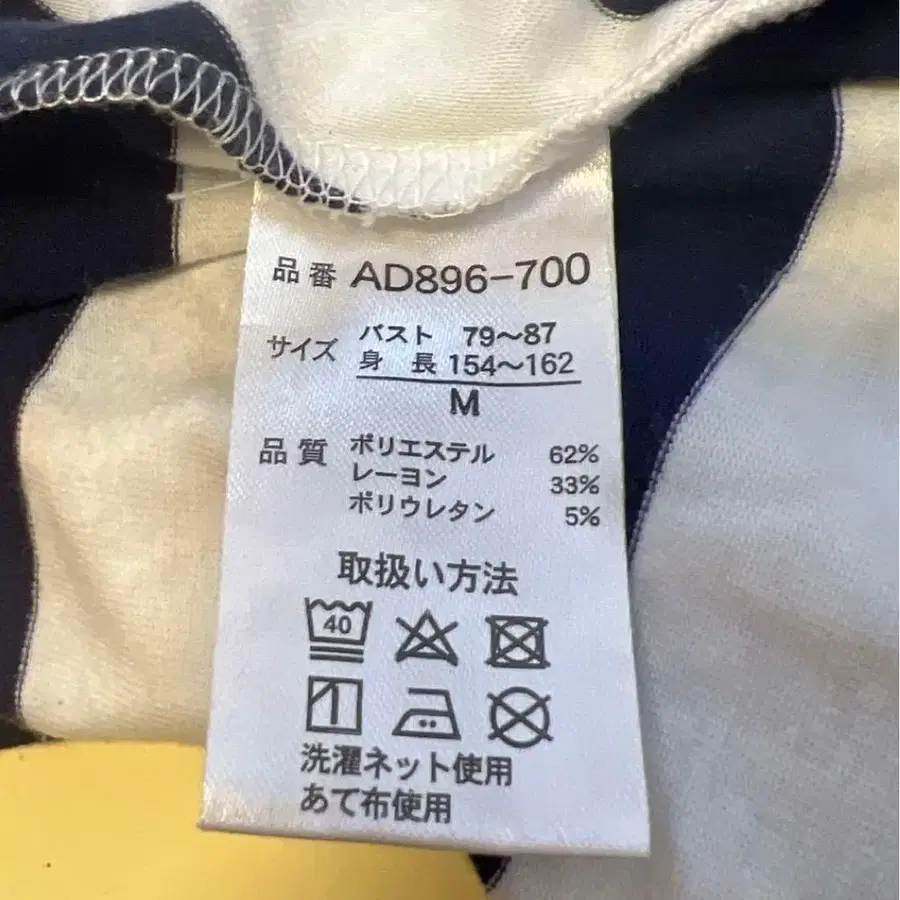 品番 AD896-700
サイズ バスト 79〜87
身長 154〜162
M
品質 ポリエステル 62%
レーヨン 33%
ポリウレタン 5%
取扱い方法
40
洗濯ネット使用
あて布使用